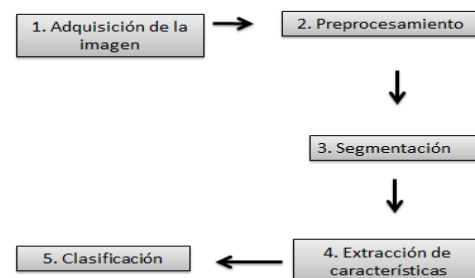 1. Adquisición de la
imagen
2. Preprocesamiento
3. Segmentación
4. Extracción de
características
5. Clasificación